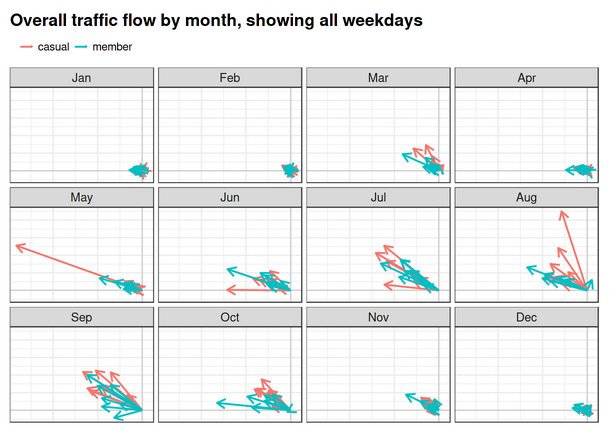 Overall traffic flow by month, showing all weekdays
casual member
Jan Feb Mar Apr
May Jun Jul Aug
Sep Oct Nov Dec